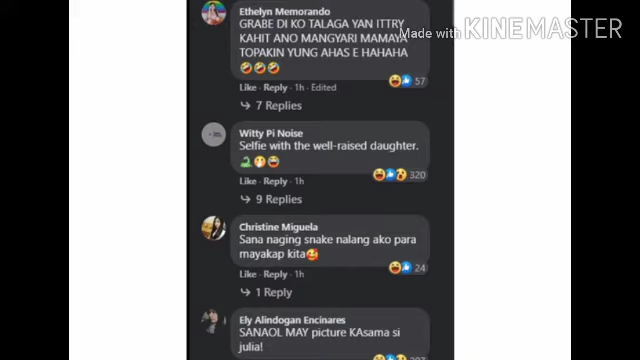 Made with KINEMASTER
Ethelyn Memorando
GRABE DI KO TALAGA YAN ITTRY
KAHIT ANO MANGYARI MAMAYA
TOPAKIN YUNG AHAS E HAHAHA
🤣🤣🤣
57
Like · Reply · 1h · Edited
7 Replies
Witty Pi Noise
Selfie with the well-raised daughter.
320
Like · Reply · 1h
9 Replies
Christine Miguela
Sana naging snake nalang ako para
mayakap kita🥰
24
Like · Reply · 1h
1 Reply
Ely Alindogan Encinares
SANAOL MAY picture KAsama si
julia!